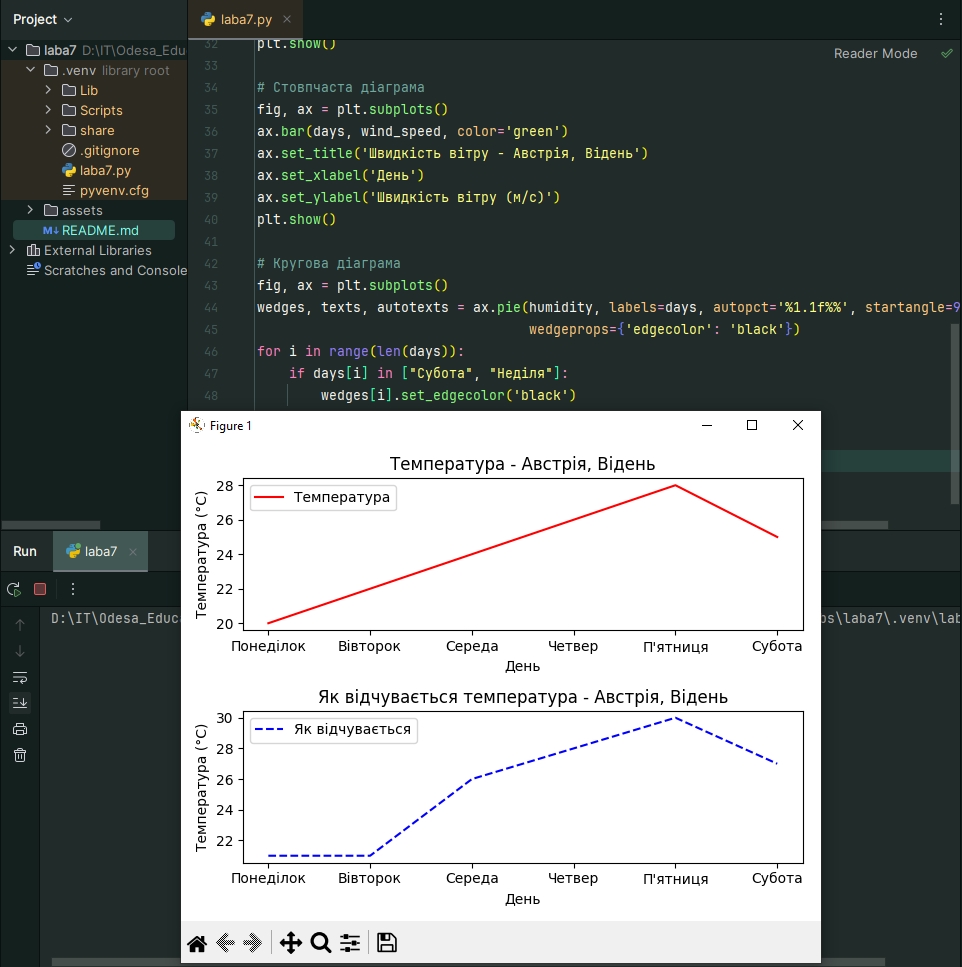 Project
laba7.py
laba7 D:\IT\Odesa_Edu
.venv library root
Lib
Scripts
share
.gitignore
laba7.py
pyvenv.cfg
assets
M↓ README.md
External Libraries
Scratches and Console
Reader Mode
32 plt.show()
33
34 # Стовпчаста діаграма
35 fig, ax = plt.subplots()
36 ax.bar(days, wind_speed, color='green')
37 ax.set_title('Швидкість вітру - Австрія, Відень')
38 ax.set_xlabel('День')
39 ax.set_ylabel('Швидкість вітру (м/с)')
40 plt.show()
41
42 # Кругова діаграма
43 fig, ax = plt.subplots()
44 wedges, texts, autotexts = ax.pie(humidity, labels=days, autopct='%1.1f%%', startangle=9
45 wedgeprops={'edgecolor': 'black'})
46 for i in range(len(days)):
47 if days[i] in ["Субота", "Неділя"]:
48 wedges[i].set_edgecolor('black')
Run
laba7
D:\IT\Odesa_Educ
ps\laba7\.venv\lab
Figure 1
Температура - Австрія, Відень
Температура
Температура (°C)
28
26
24
22
20
Понеділок Вівторок Середа Четвер П'ятниця Субота
День
Як відчувається температура - Австрія, Відень
Як відчувається
Температура (°C)
30
28
26
24
22
Понеділок Вівторок Середа Четвер П'ятниця Субота
День